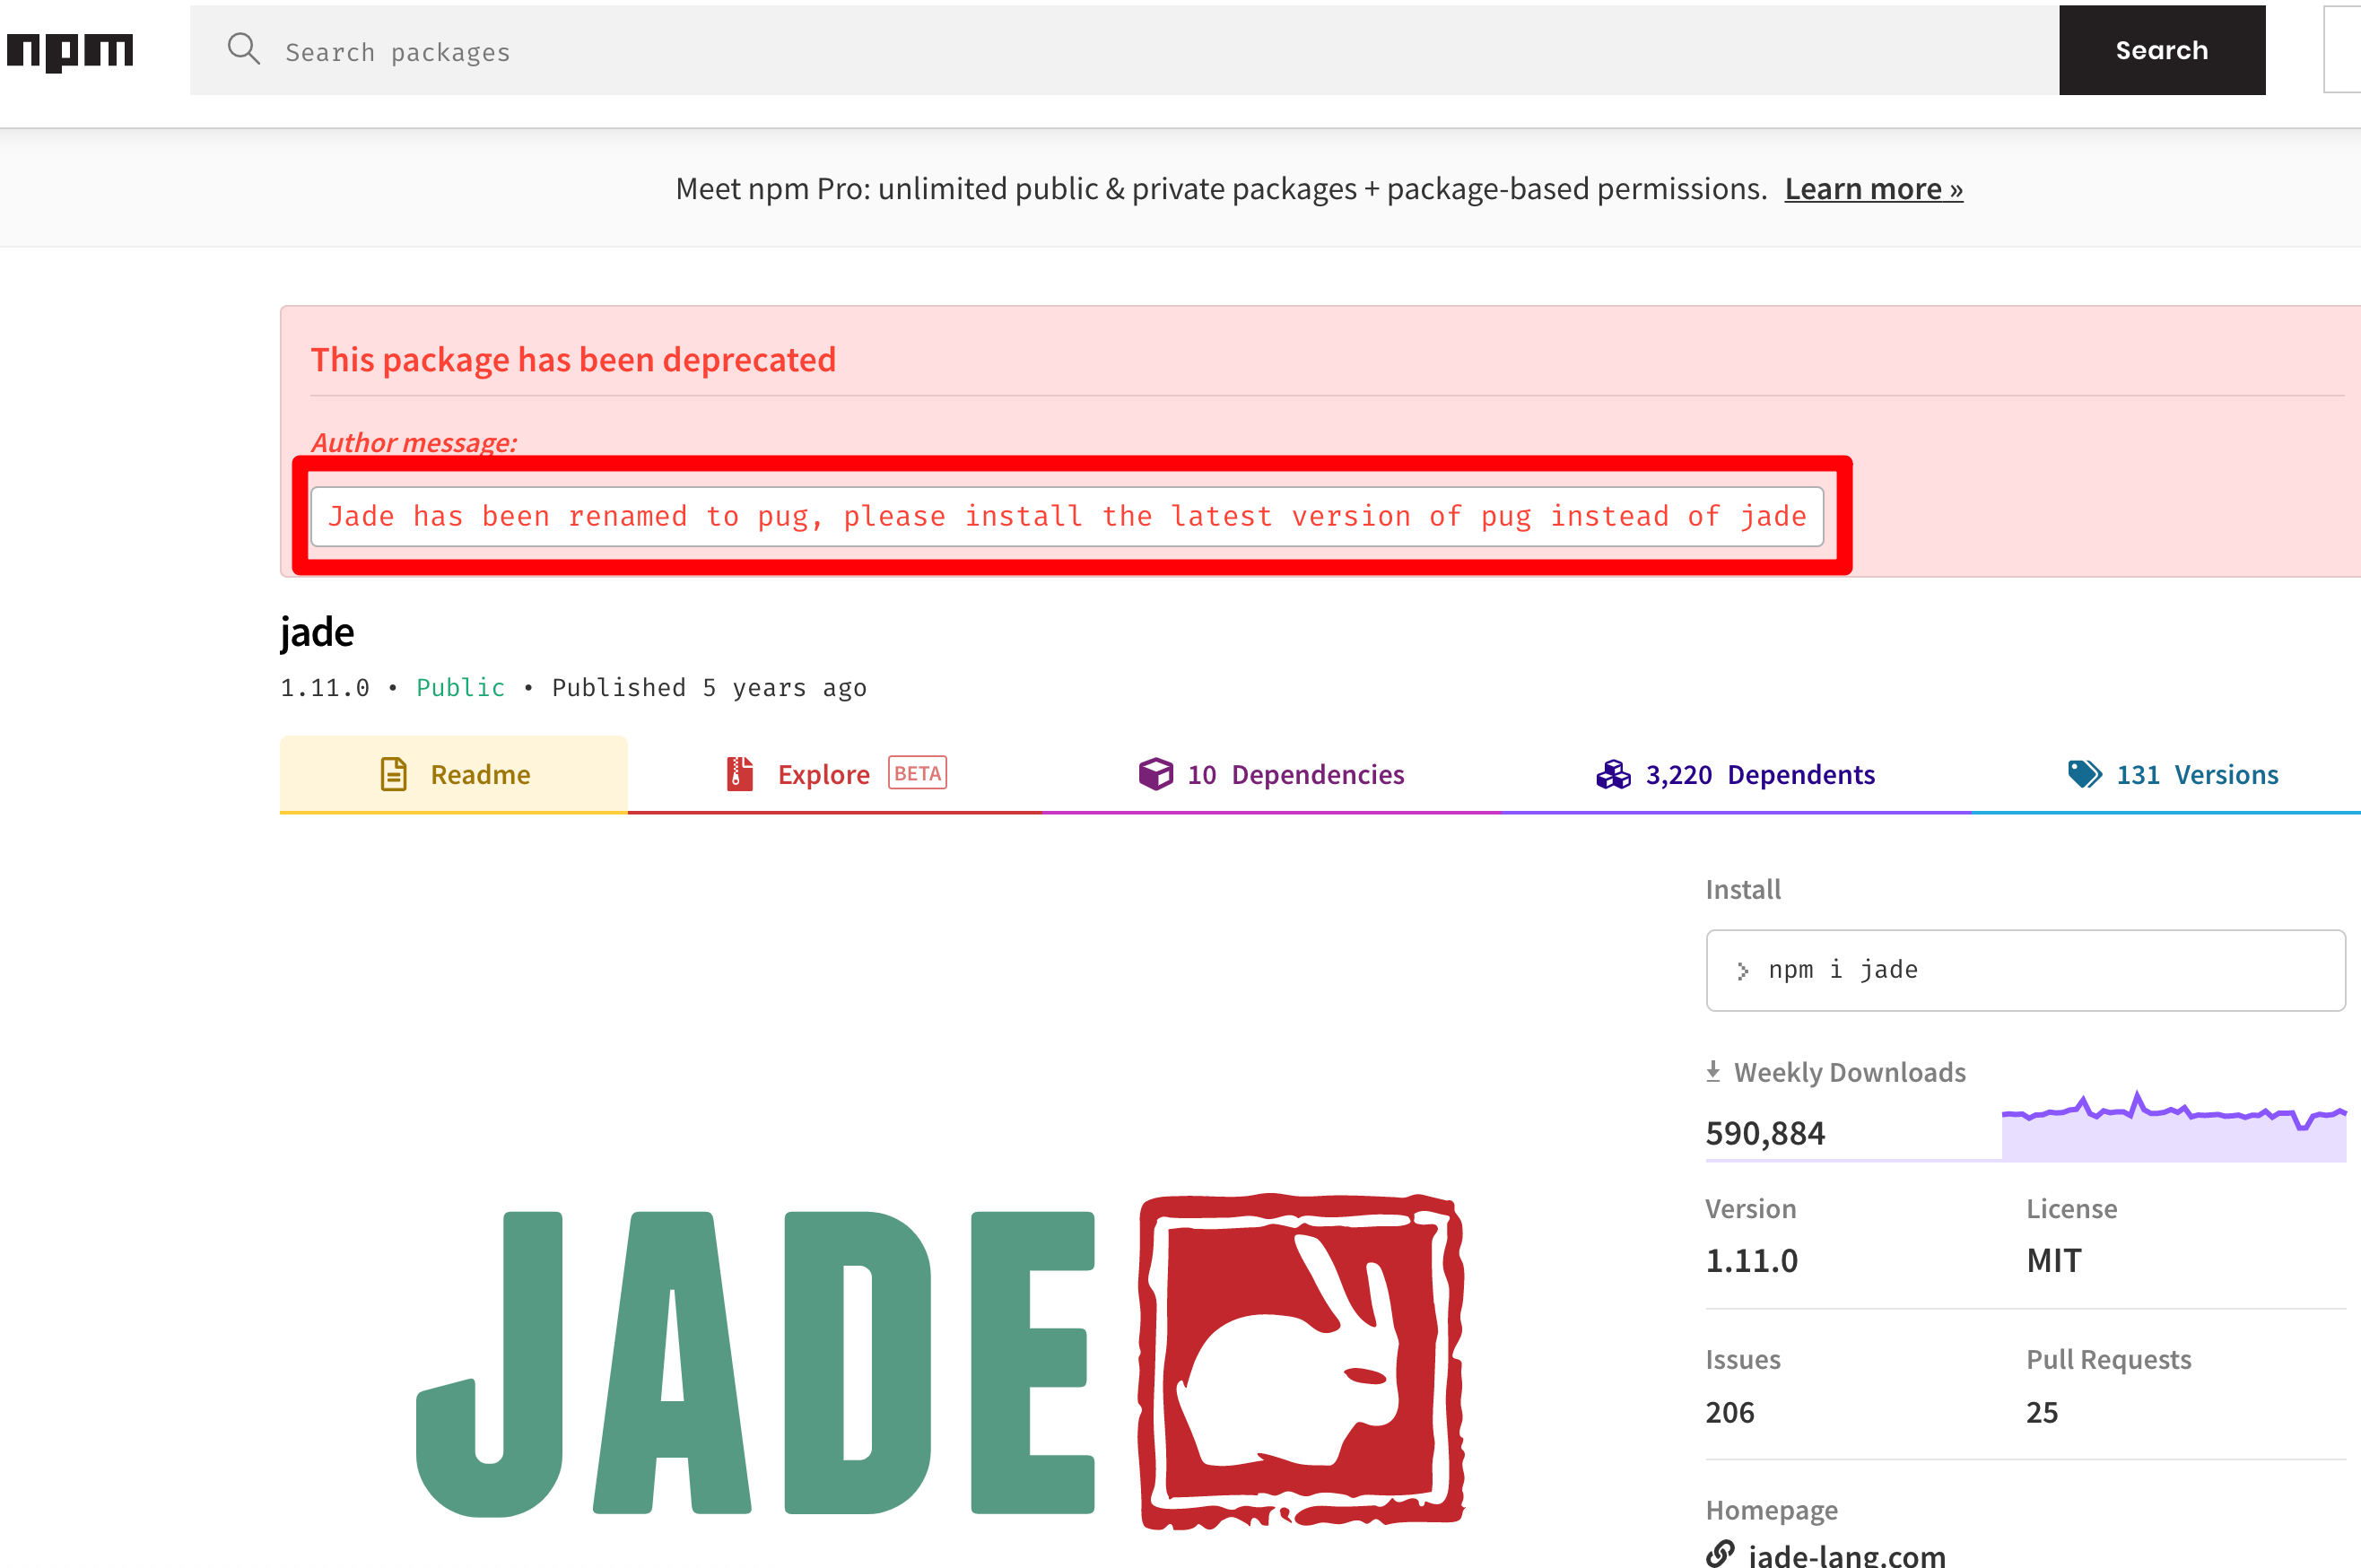 npm
Search packages
Search
Meet npm Pro: unlimited public & private packages + package-based permissions. Learn more »
This package has been deprecated
Author message:
Jade has been renamed to pug, please install the latest version of pug instead of jade
jade
1.11.0 • Public • Published 5 years ago
Readme
Explore BETA
10 Dependencies
3,220 Dependents
131 Versions
Install
> npm i jade
Weekly Downloads
590,884
Version
License
1.11.0
MIT
Issues
Pull Requests
206
25
Homepage
jade-lang.com
JADE